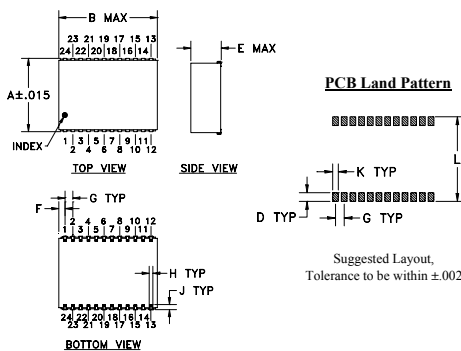 B MAX
23 21 19 17 15 13
24 22 20 18 16 14
E MAX
A±.015
INDEX
1 3 5 7 9 11
2 4 6 8 10 12
TOP VIEW
SIDE VIEW
PCB Land Pattern
L
K TYP
D TYP
G TYP
Suggested Layout,
Tolerance to be within ±.002
G TYP
F
2 4 6 8 10 12
1 3 5 7 9 11
H TYP
J TYP
24 22 20 18 16 14
23 21 19 17 15 13
BOTTOM VIEW